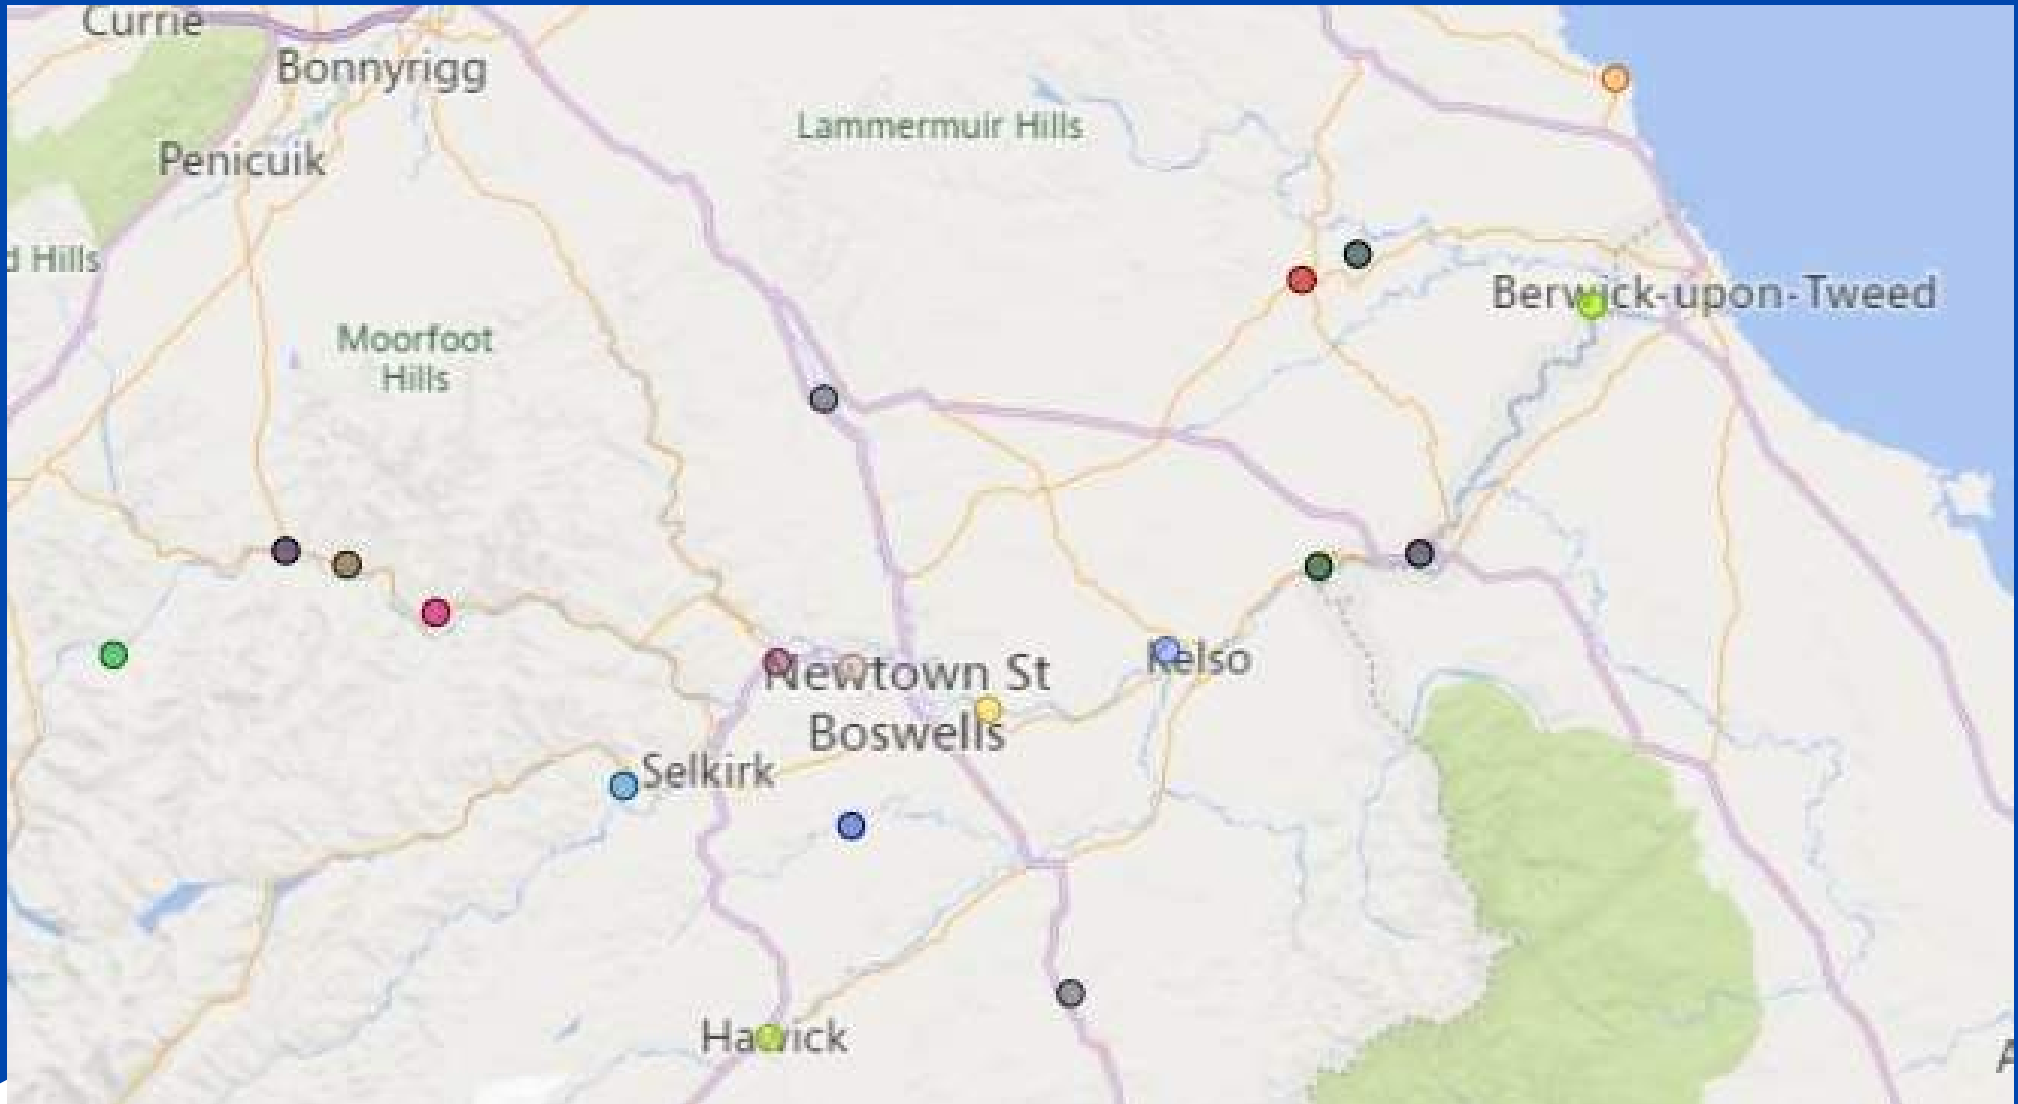 Currie
Bonnyrigg
Lammermuir Hills
Penicuik
d Hills
Berwick-upon-Tweed
Moorfoot
Hills
Newtown St
Boswells
Kelso
Selkirk
Hawick
A